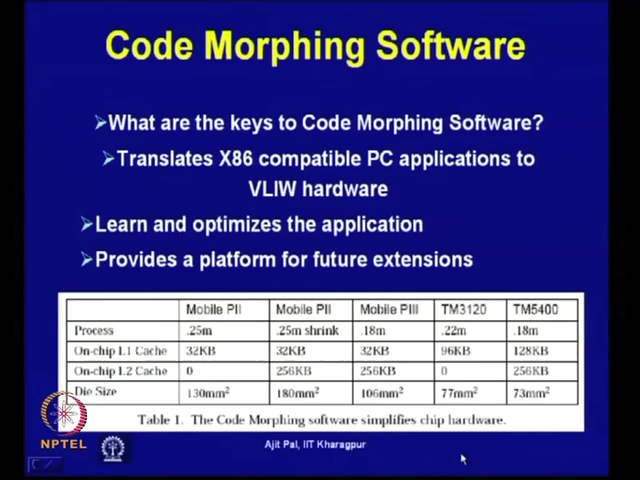 Code Morphing Software
What are the keys to Code Morphing Software?
Translates X86 compatible PC applications to
VLIW hardware
Learn and optimizes the application
Provides a platform for future extensions
Mobile PII Mobile PII Mobile PIII TM3120 TM5400
Process .25m .25m shrink .18m .22m .18m
On-chip L1 Cache 32KB 32KB 32KB 96KB 128KB
On-chip L2 Cache 0 256KB 256KB 0 256KB
Die Size 130mm² 180mm² 106mm² 77mm² 73mm²
Table 1. The Code Morphing software simplifies chip hardware.
NPTEL
Ajit Pal, IIT Kharagpur